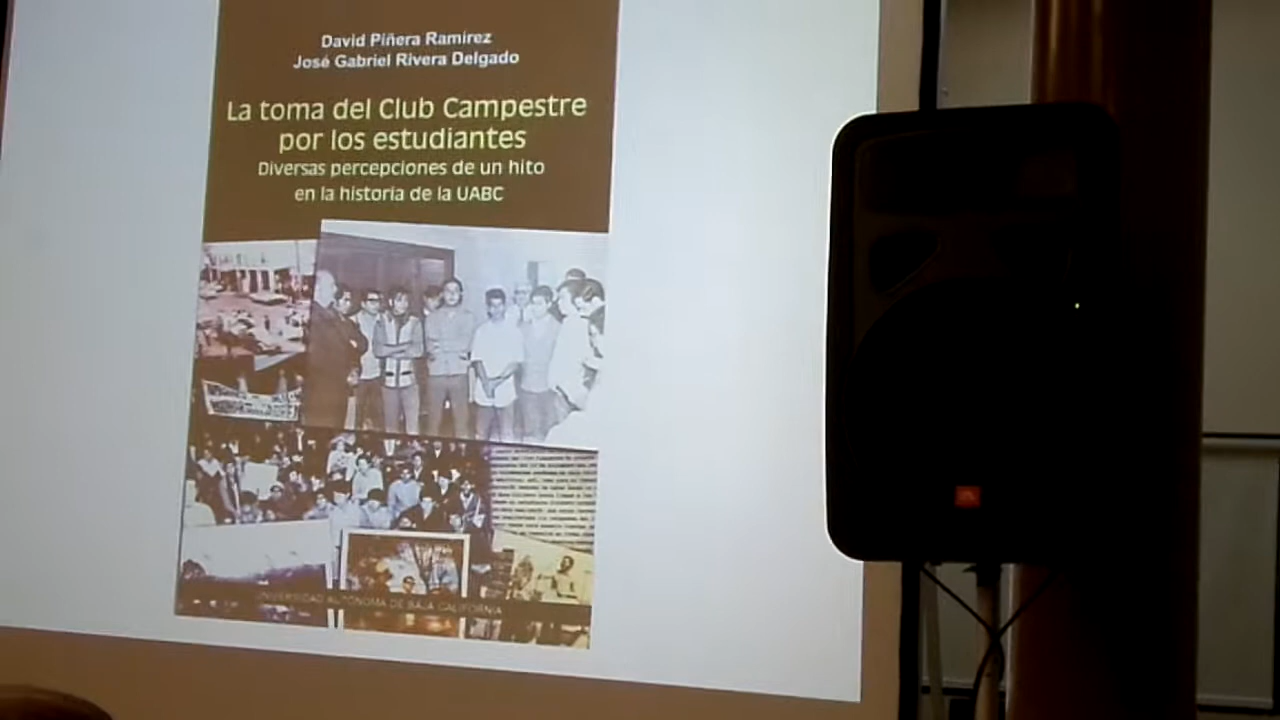 David Piñera Ramírez
José Gabriel Rivera Delgado
La toma del Club Campestre
por los estudiantes
Diversas percepciones de un hito
en la historia de la UABC
UNIVERSIDAD AUTÓNOMA DE BAJA CALIFORNIA